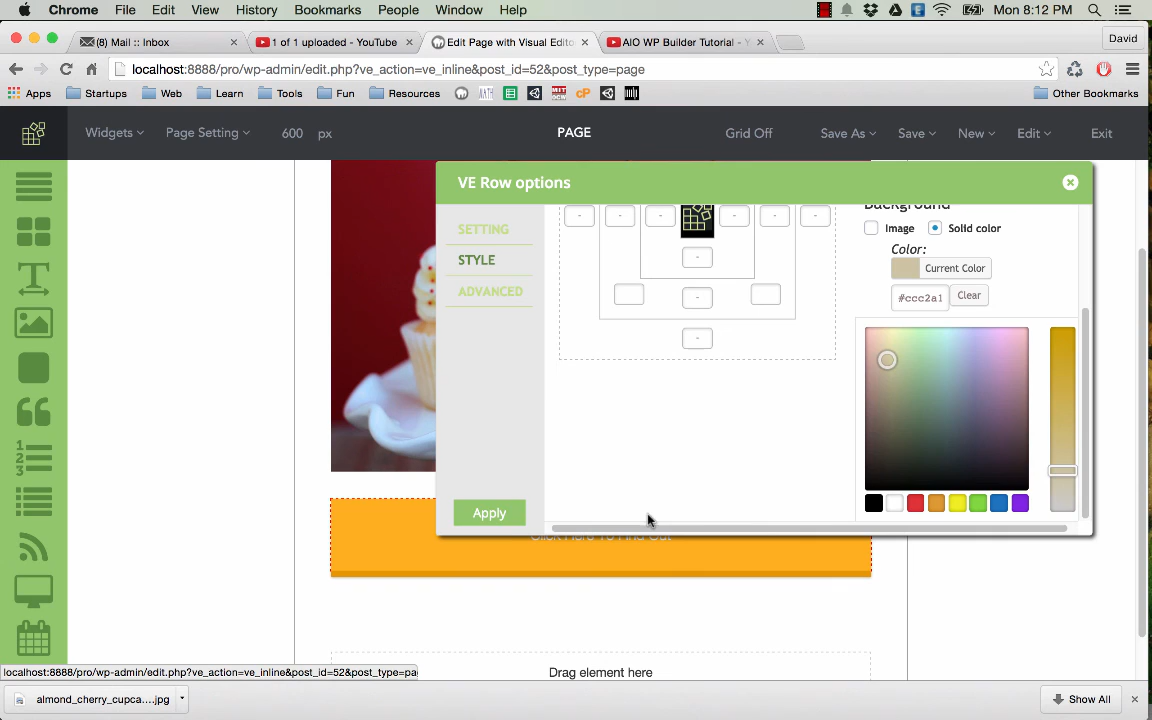 Chrome File Edit View History Bookmarks People Window Help Mon 8:12 PM
(8) Mail :: Inbox × 1 of 1 uploaded - YouTube × Edit Page with Visual Edito × AIO WP Builder Tutorial - Y × David
localhost:8888/pro/wp-admin/edit.php?ve_action=ve_inline&post_id=52&post_type=page
Apps Startups Web Learn Tools Fun Resources Other Bookmarks
Widgets Page Setting 600 px PAGE Grid Off Save As Save New Edit Exit
VE Row options
Background
SETTING
Image Solid color
Color:
STYLE
Current Color
ADVANCED
#ccc2a1 Clear
Apply
Click Here To Find Out
Drag element here
localhost:8888/pro/wp-admin/edit.php?ve_action=ve_inline&post_id=52&post_type=pa
almond_cherry_cupca....jpg Show All